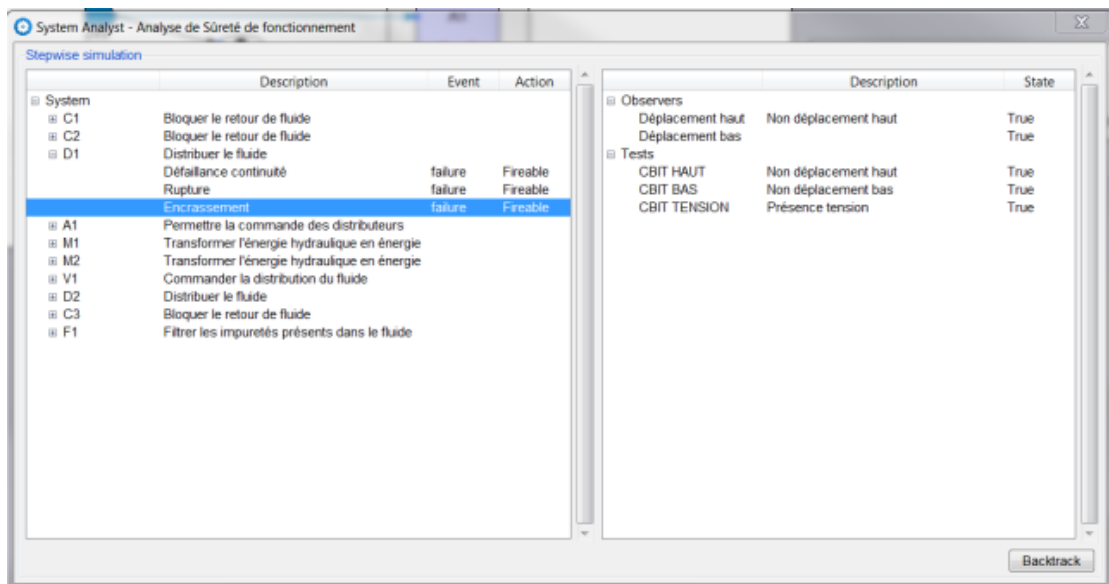 System Analyst - Analyse de Sûreté de fonctionnement
Stepwise simulation
Description Event Action
System
C1 Bloquer le retour de fluide
C2 Bloquer le retour de fluide
D1 Distribuer le fluide
Défaillance continuité failure Fireable
Rupture failure Fireable
Encrassement failure Fireable
A1 Permettre la commande des distributeurs
M1 Transformer l'énergie hydraulique en énergie
M2 Transformer l'énergie hydraulique en énergie
V1 Commander la distribution du fluide
D2 Distribuer le fluide
C3 Bloquer le retour de fluide
F1 Filtrer les impuretés présents dans le fluide
Description State
Observers
Déplacement haut Non déplacement haut True
Déplacement bas True
Tests
CBIT HAUT Non déplacement haut True
CBIT BAS Non déplacement bas True
CBIT TENSION Présence tension True
Backtrack